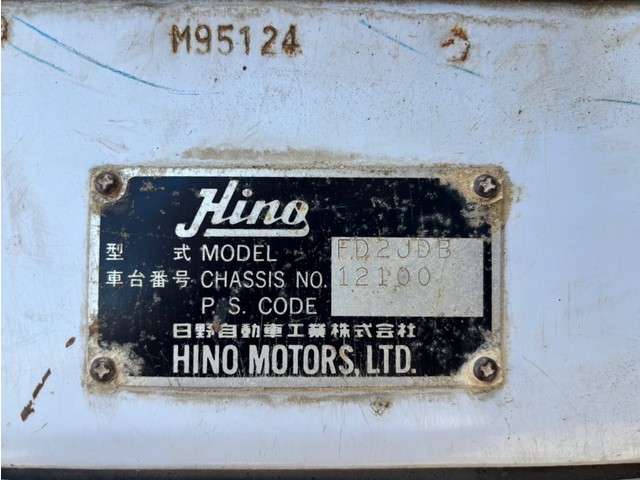 M95124
Hino
型 式 MODEL FD2JDB
車台番号 CHASSIS NO. 12100
P. S. CODE
日野自動車工業株式会社
HINO MOTORS, LTD.